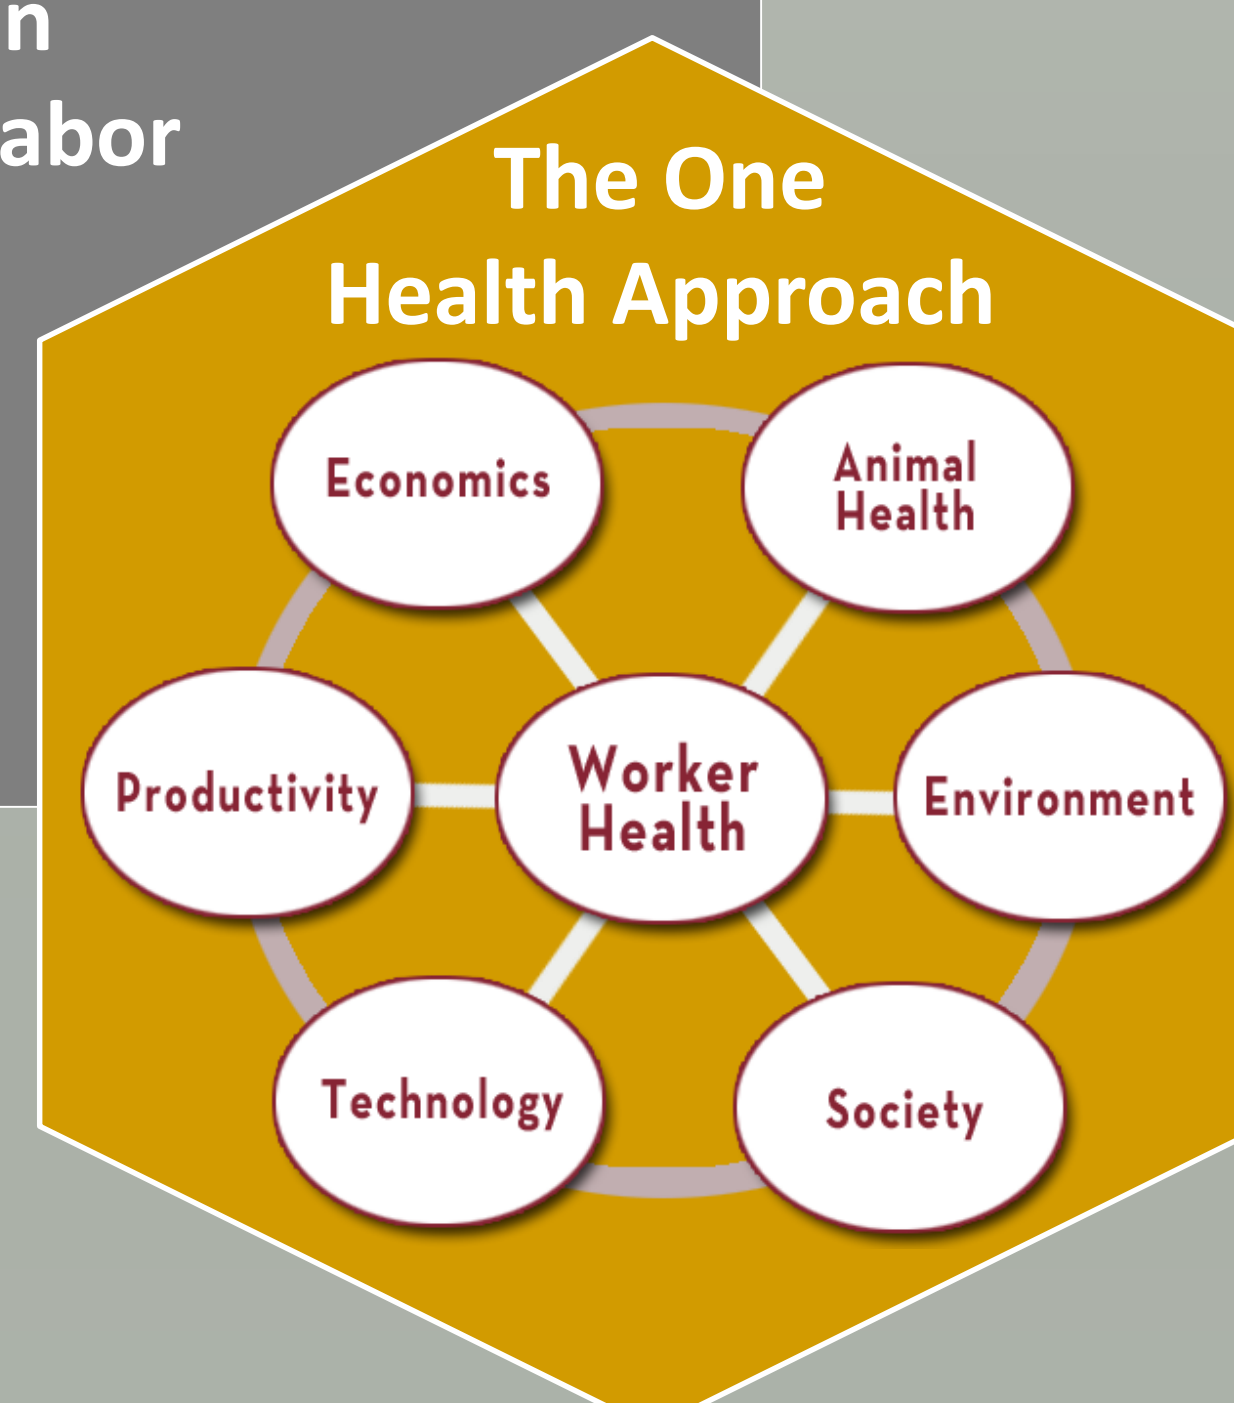 n
abor
The One
Health Approach
Economics
Animal
Health
Productivity
Worker
Health
Environment
Technology
Society